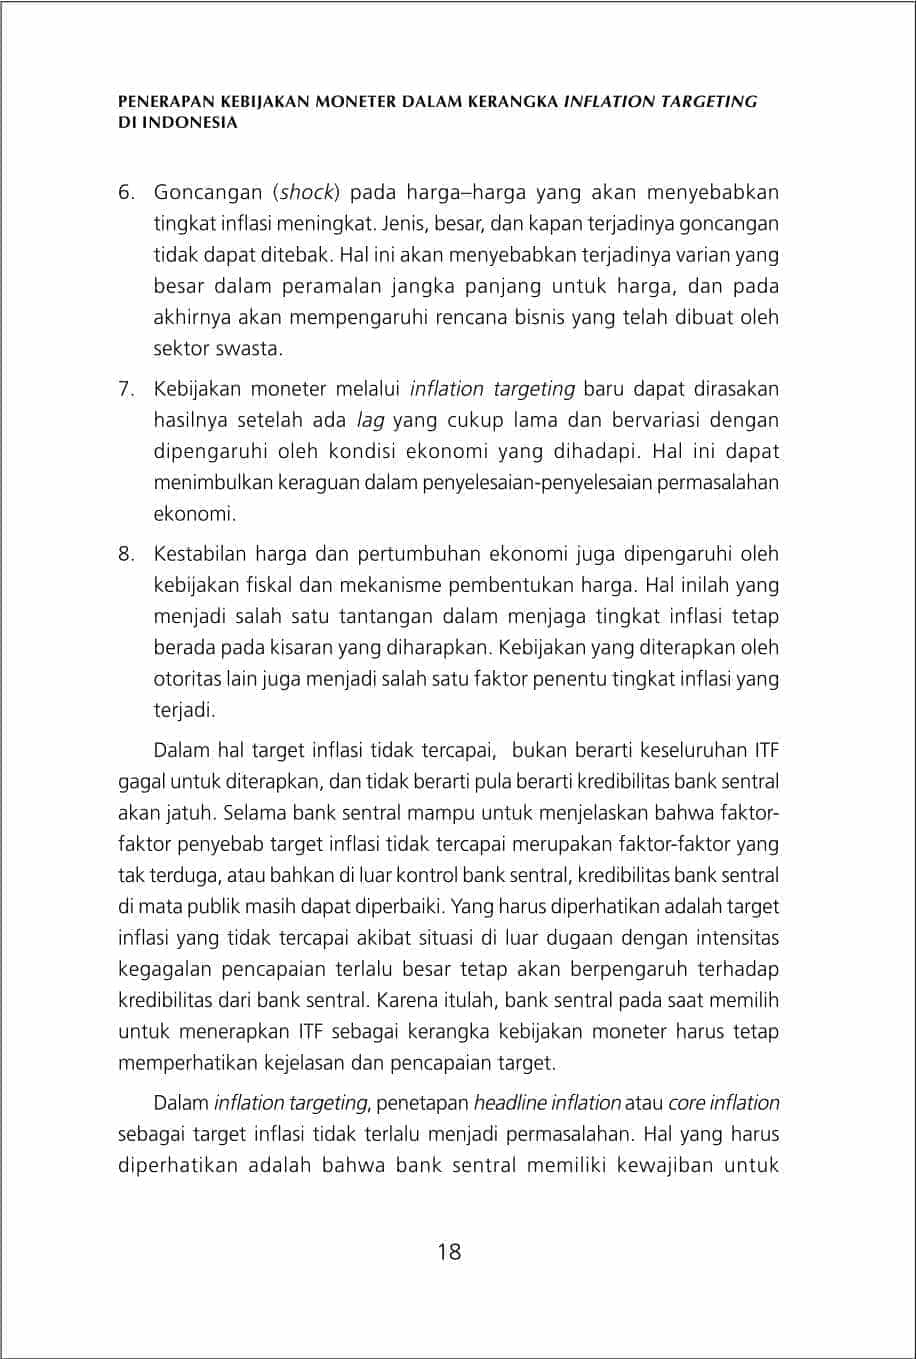 PENERAPAN KEBIJAKAN MONETER DALAM KERANGKA INFLATION TARGETING
DI INDONESIA
6. Goncangan (shock) pada harga–harga yang akan menyebabkan
tingkat inflasi meningkat. Jenis, besar, dan kapan terjadinya goncangan
tidak dapat ditebak. Hal ini akan menyebabkan terjadinya varian yang
besar dalam peramalan jangka panjang untuk harga, dan pada
akhirnya akan mempengaruhi rencana bisnis yang telah dibuat oleh
sektor swasta.
7. Kebijakan moneter melalui inflation targeting baru dapat dirasakan
hasilnya setelah ada lag yang cukup lama dan bervariasi dengan
dipengaruhi oleh kondisi ekonomi yang dihadapi. Hal ini dapat
menimbulkan keraguan dalam penyelesaian-penyelesaian permasalahan
ekonomi.
8. Kestabilan harga dan pertumbuhan ekonomi juga dipengaruhi oleh
kebijakan fiskal dan mekanisme pembentukan harga. Hal inilah yang
menjadi salah satu tantangan dalam menjaga tingkat inflasi tetap
berada pada kisaran yang diharapkan. Kebijakan yang diterapkan oleh
otoritas lain juga menjadi salah satu faktor penentu tingkat inflasi yang
terjadi.
Dalam hal target inflasi tidak tercapai, bukan berarti keseluruhan ITF
gagal untuk diterapkan, dan tidak berarti pula berarti kredibilitas bank sentral
akan jatuh. Selama bank sentral mampu untuk menjelaskan bahwa faktor-
faktor penyebab target inflasi tidak tercapai merupakan faktor-faktor yang
tak terduga, atau bahkan di luar kontrol bank sentral, kredibilitas bank sentral
di mata publik masih dapat diperbaiki. Yang harus diperhatikan adalah target
inflasi yang tidak tercapai akibat situasi di luar dugaan dengan intensitas
kegagalan pencapaian terlalu besar tetap akan berpengaruh terhadap
kredibilitas dari bank sentral. Karena itulah, bank sentral pada saat memilih
untuk menerapkan ITF sebagai kerangka kebijakan moneter harus tetap
memperhatikan kejelasan dan pencapaian target.
Dalam inflation targeting, penetapan headline inflation atau core inflation
sebagai target inflasi tidak terlalu menjadi permasalahan. Hal yang harus
diperhatikan adalah bahwa bank sentral memiliki kewajiban untuk
18